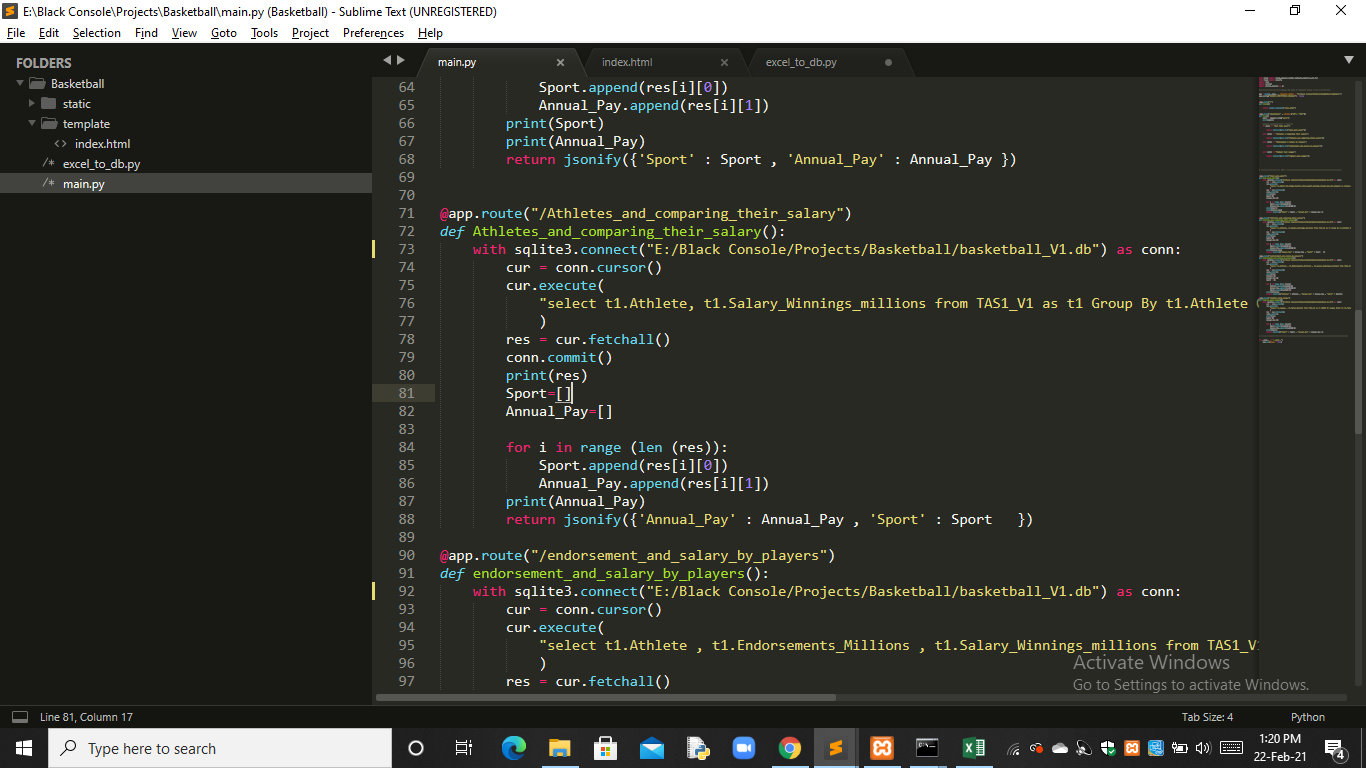 E:\Black Console\Projects\Basketball\main.py (Basketball) - Sublime Text (UNREGISTERED)
File Edit Selection Find View Goto Tools Project Preferences Help
FOLDERS
Basketball
static
template
<> index.html
/* excel_to_db.py
/* main.py
main.py × index.html × excel_to_db.py
64 Sport.append(res[i][0])
65 Annual_Pay.append(res[i][1])
66 print(Sport)
67 print(Annual_Pay)
68 return jsonify({'Sport' : Sport , 'Annual_Pay' : Annual_Pay })
69
70
71 @app.route("/Athletes_and_comparing_their_salary")
72 def Athletes_and_comparing_their_salary():
73 with sqlite3.connect("E:/Black Console/Projects/Basketball/basketball_V1.db") as conn:
74 cur = conn.cursor()
75 cur.execute(
76 "select t1.Athlete, t1.Salary_Winnings_millions from TAS1_V1 as t1 Group By t1.Athlete
77 )
78 res = cur.fetchall()
79 conn.commit()
80 print(res)
81 Sport=[]
82 Annual_Pay=[]
83
84 for i in range (len (res)):
85 Sport.append(res[i][0])
86 Annual_Pay.append(res[i][1])
87 print(Annual_Pay)
88 return jsonify({'Annual_Pay' : Annual_Pay , 'Sport' : Sport })
89
90 @app.route("/endorsement_and_salary_by_players")
91 def endorsement_and_salary_by_players():
92 with sqlite3.connect("E:/Black Console/Projects/Basketball/basketball_V1.db") as conn:
93 cur = conn.cursor()
94 cur.execute(
95 "select t1.Athlete , t1.Endorsements_Millions , t1.Salary_Winnings_millions from TAS1_V
96 )
97 res = cur.fetchall()
Activate Windows
Go to Settings to activate Windows.
Line 81, Column 17 Tab Size: 4 Python
Type here to search
1:20 PM
22-Feb-21
4